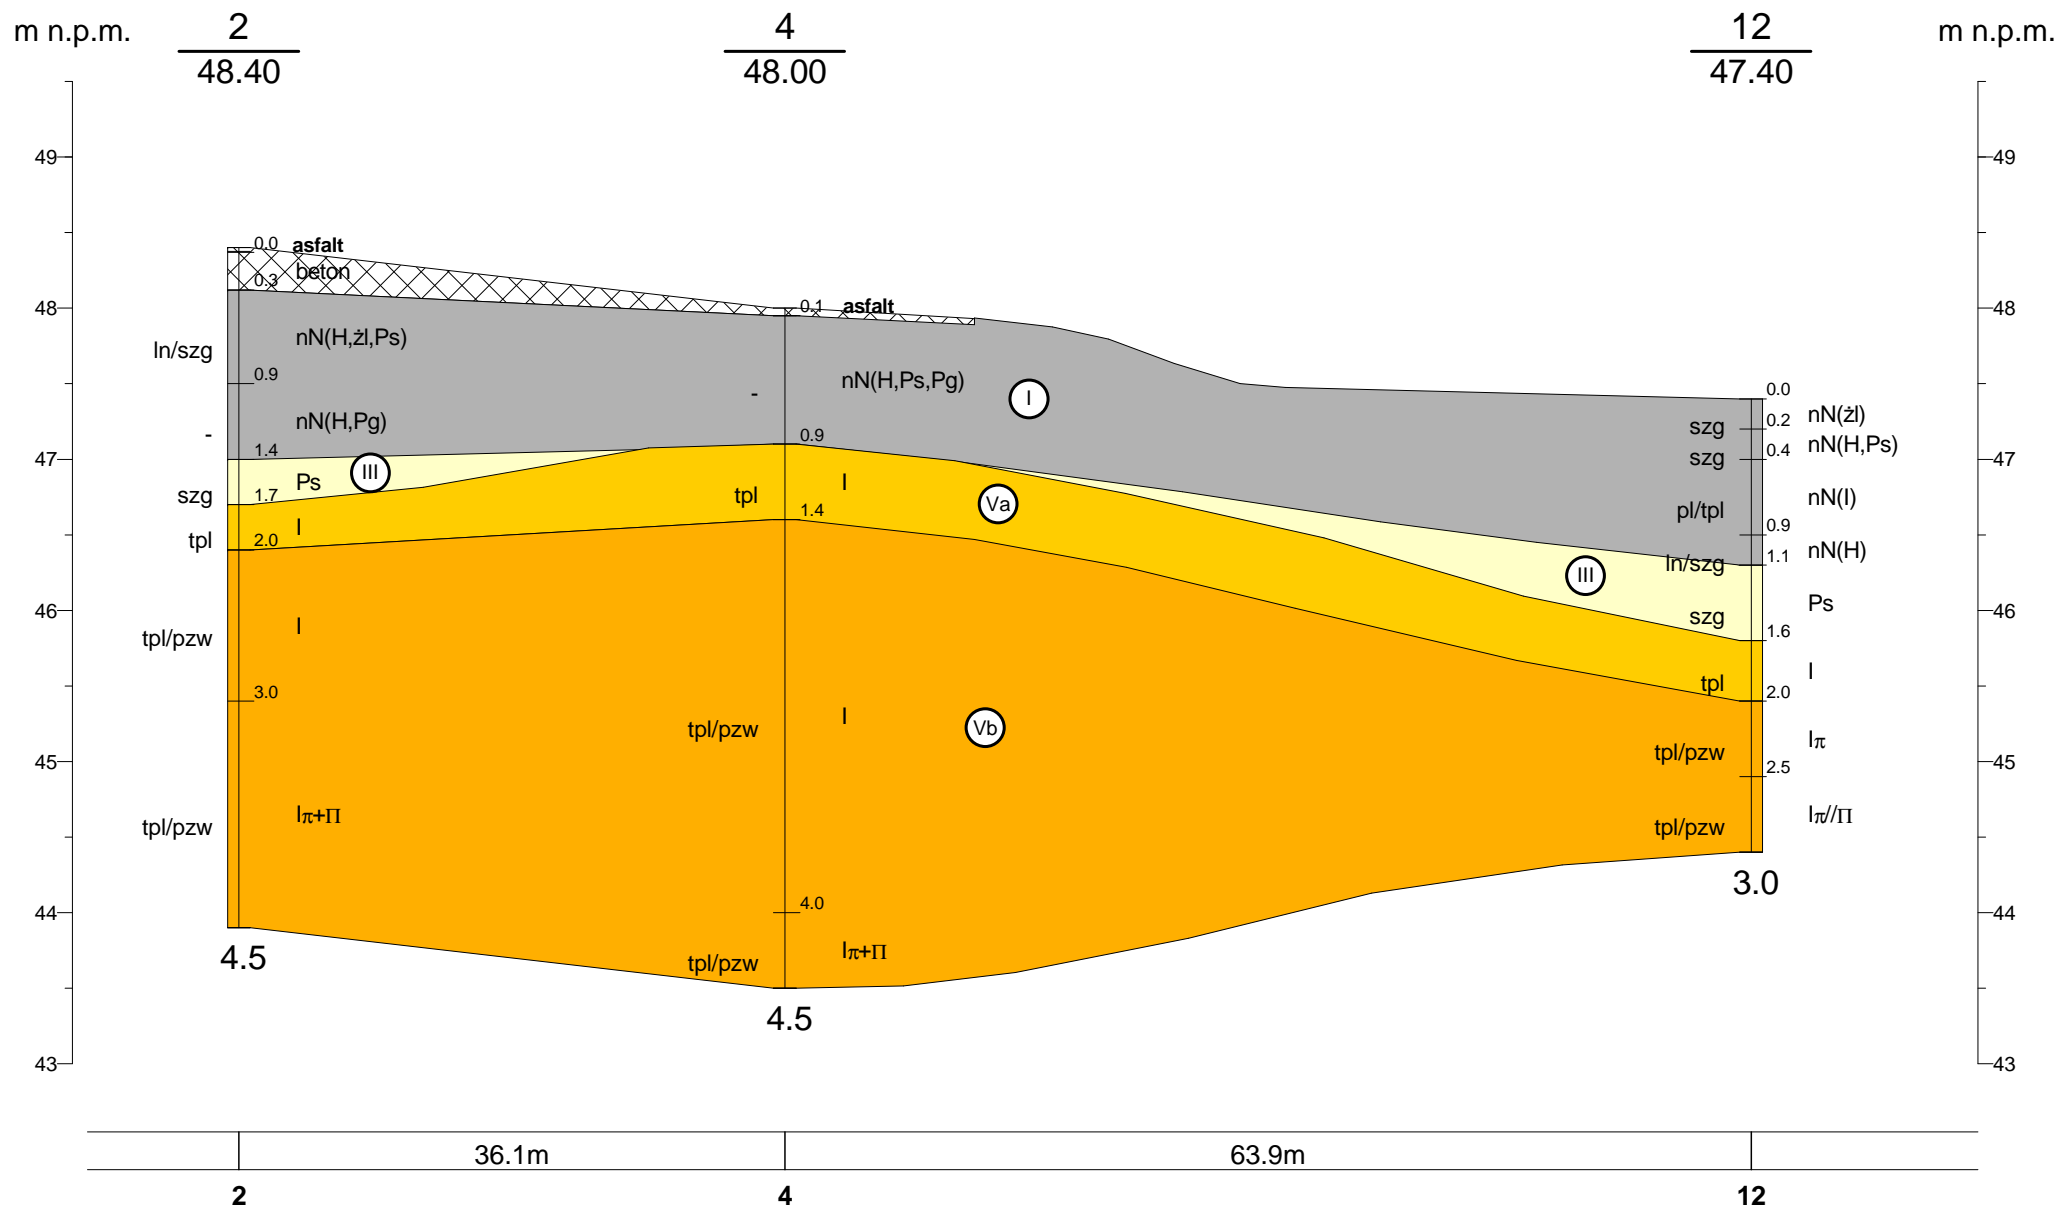 m n.p.m. 2 4 12 m n.p.m.
48.40 48.00 47.40
49 49
0.0 asfalt
beton
0.3
48 0.1 asfalt 48
nN(H,żl,Ps)
ln/szg
0.9 nN(H,Ps,Pg) I 0.0
-
nN(H,Pg) szg 0.2 nN(żl)
- 0.9 nN(H,Ps)
1.4 szg 0.4
47 III 47
Ps I
szg 1.7 tpl Va nN(I)
1.4 pl/tpl
I 0.9
tpl 2.0 1.1 nN(H)
ln/szg
III
46 Ps 46
I szg
tpl/pzw 1.6
I
tpl 2.0
3.0
I
tpl/pzw Vb Iπ
tpl/pzw
45 2.5 45
Iπ+Π Iπ//Π
tpl/pzw tpl/pzw
3.0
44 4.0 44
Iπ+Π
4.5 tpl/pzw
4.5
43 43
36.1m 63.9m
2 4 12